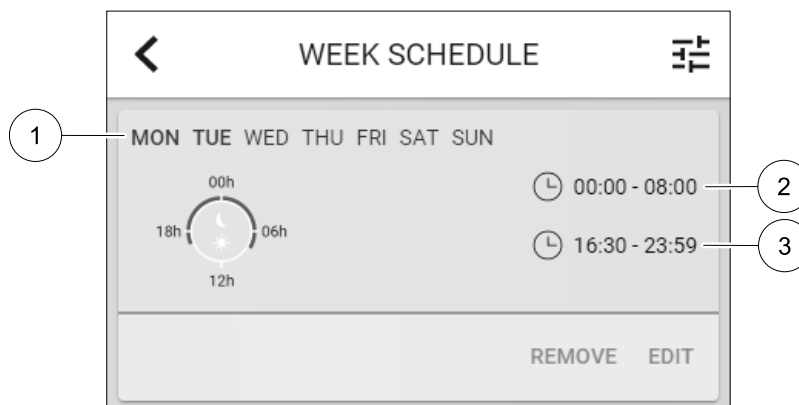 WEEK SCHEDULE
1
MON TUE WED THU FRI SAT SUN
00h
18h
06h
12h
00:00 - 08:00
2
16:30 - 23:59
3
REMOVE EDIT